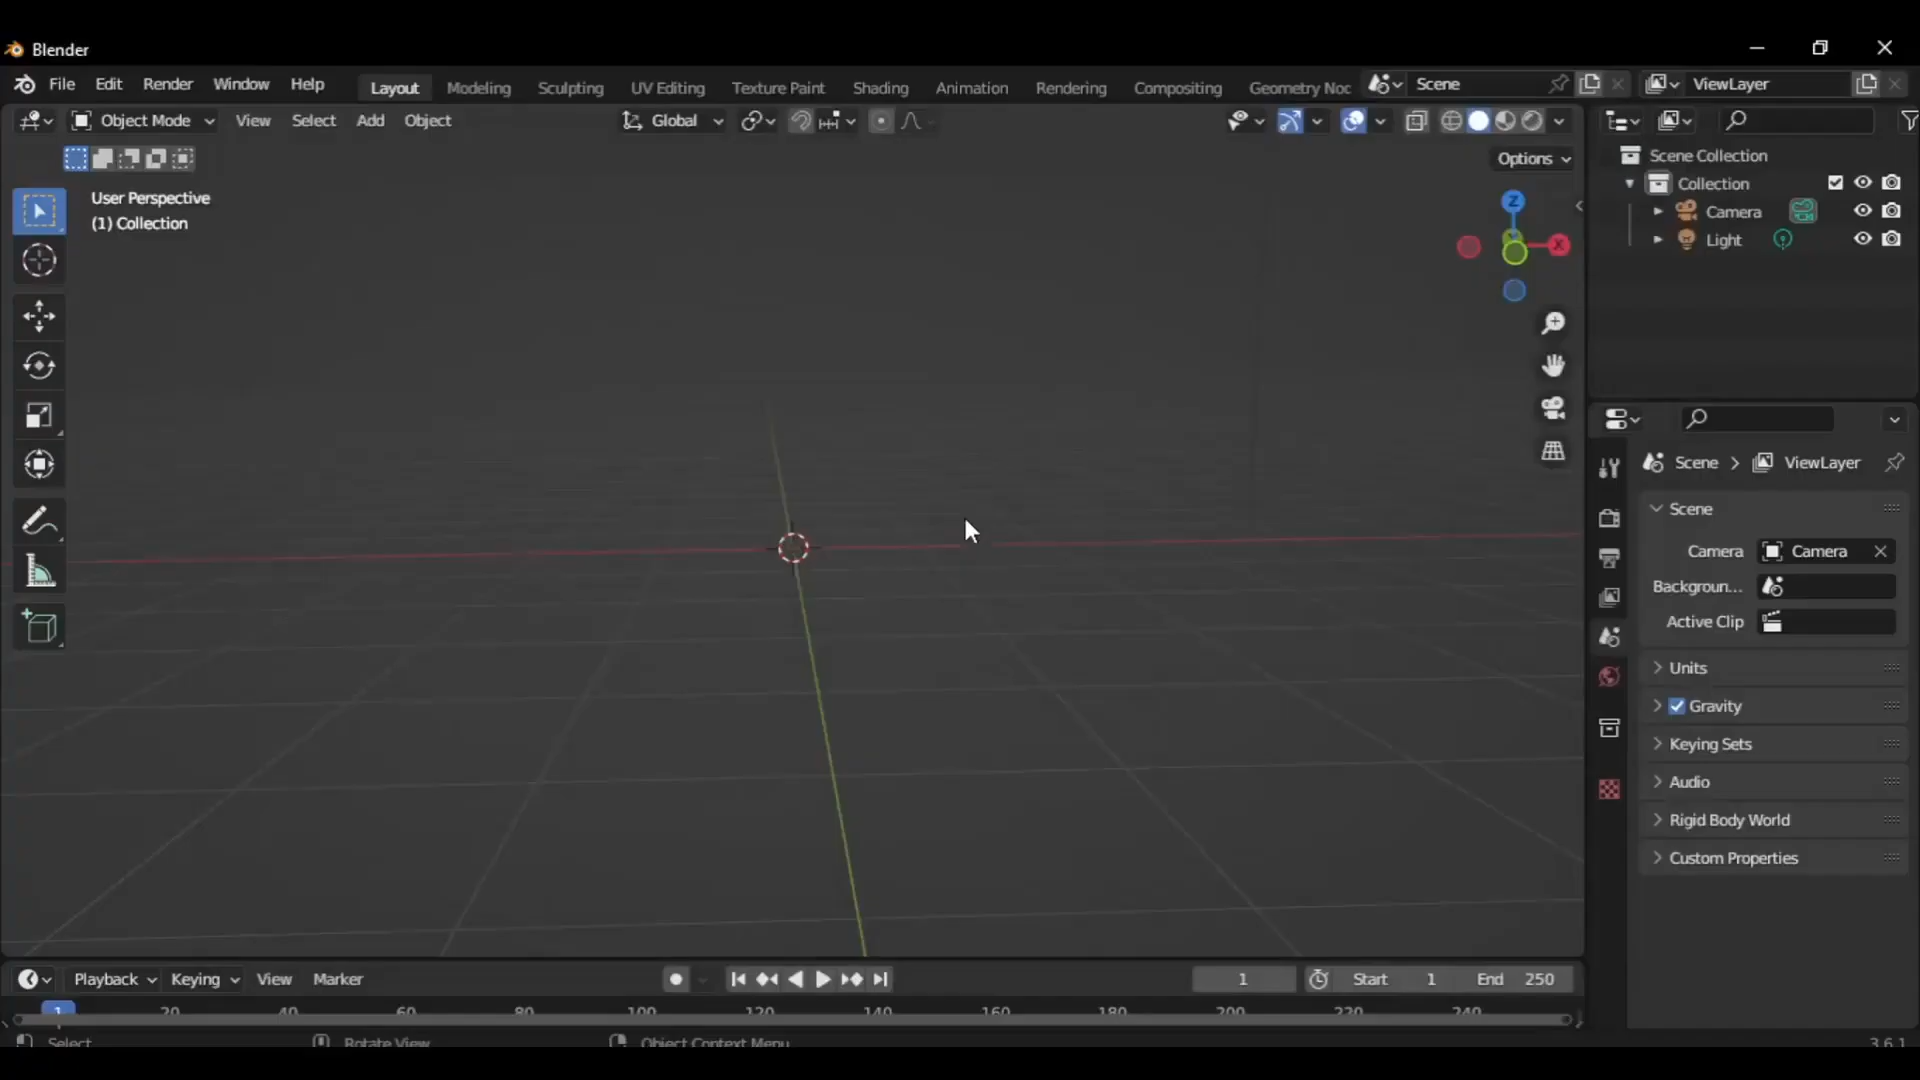 Blender
File Edit Render Window Help Layout Modeling Sculpting UV Editing Texture Paint Shading Animation Rendering Compositing Geometry Noc Scene ViewLayer
Object Mode View Select Add Object Global
Options
User Perspective
(1) Collection
Z
X
Scene Collection
Collection
Camera
Light
Scene > ViewLayer
Scene
Camera Camera
Backgroun...
Active Clip
Units
Gravity
Keying Sets
Audio
Rigid Body World
Custom Properties
Playback Keying View Marker 1 Start 1 End 250
1 20 40 60 80 100 120 140 160 180 200 220 240
Select Rotate View Object Context Menu 3.6.1